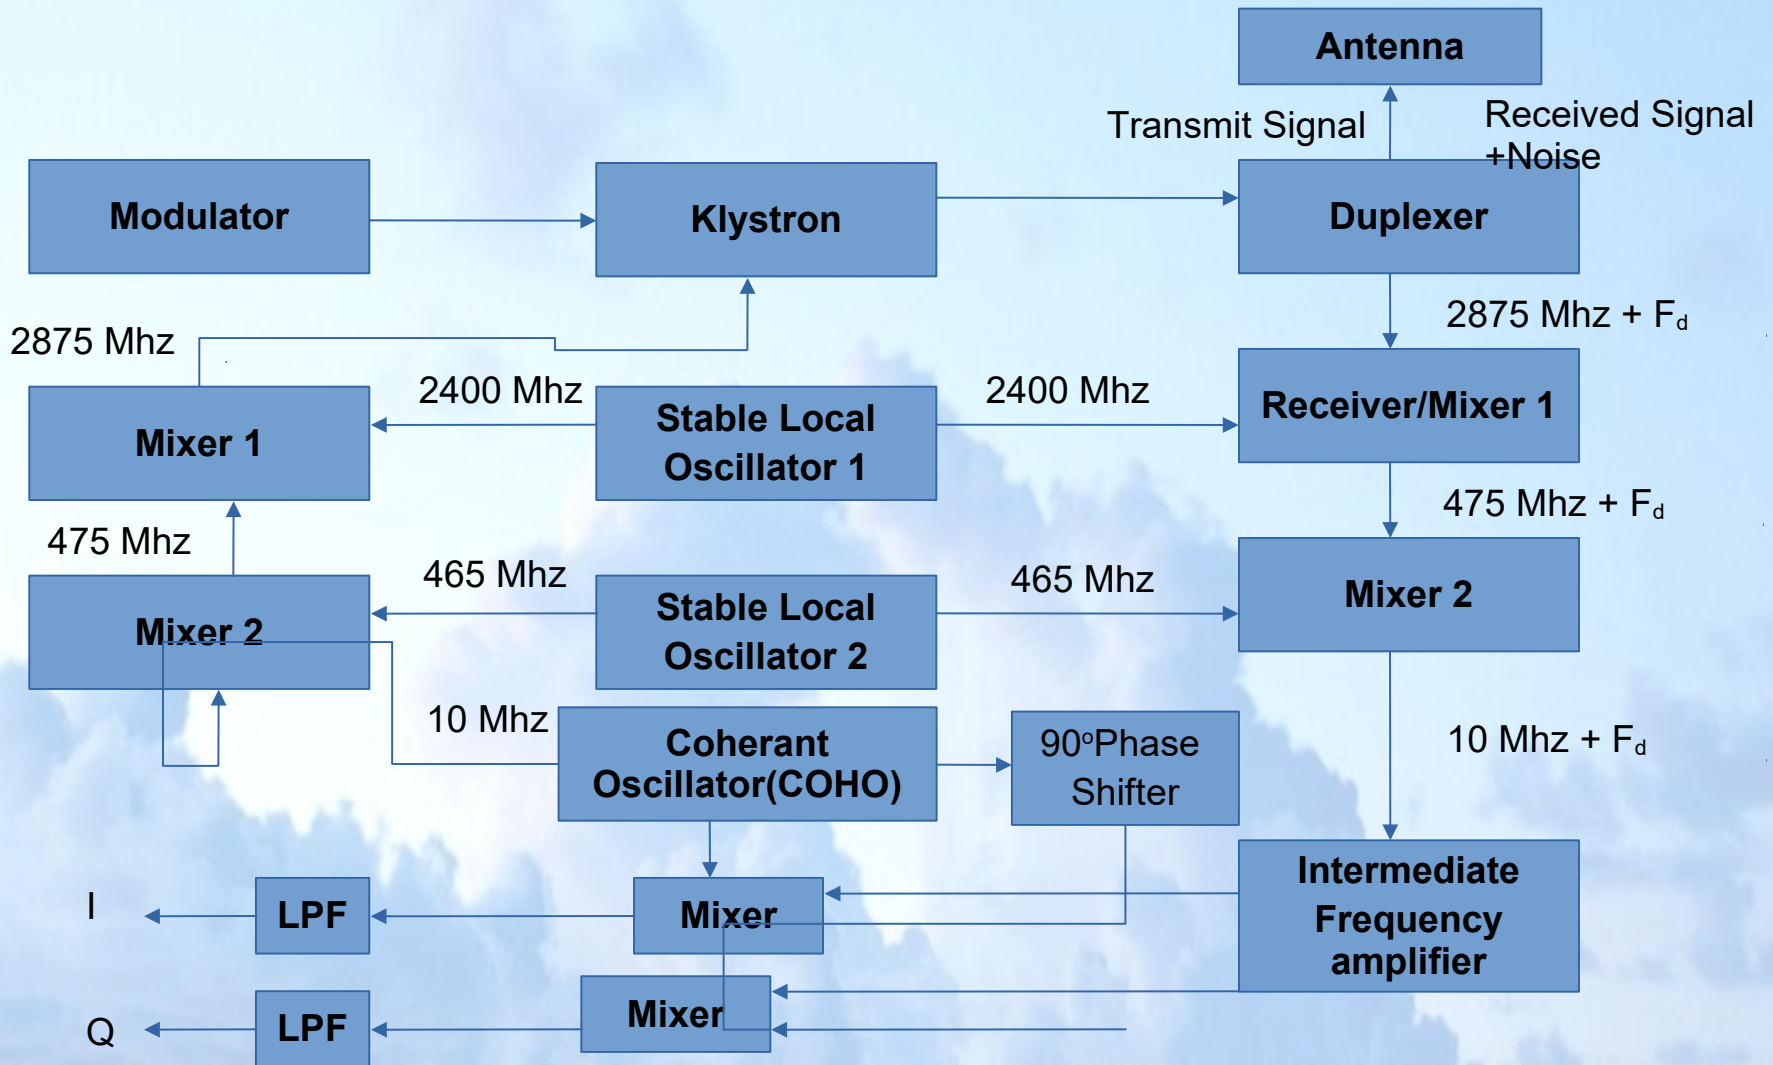 Antenna
Transmit Signal
Received Signal
+Noise
Modulator
Klystron
Duplexer
2875 Mhz
2875 Mhz + Fd
2400 Mhz
2400 Mhz
Mixer 1
Stable Local
Oscillator 1
Receiver/Mixer 1
475 Mhz
475 Mhz + Fd
465 Mhz
465 Mhz
Mixer 2
Stable Local
Oscillator 2
Mixer 2
10 Mhz
Coherant
Oscillator(COHO)
90oPhase
Shifter
10 Mhz + Fd
Intermediate
Frequency
amplifier
I
LPF
Mixer
Q
LPF
Mixer